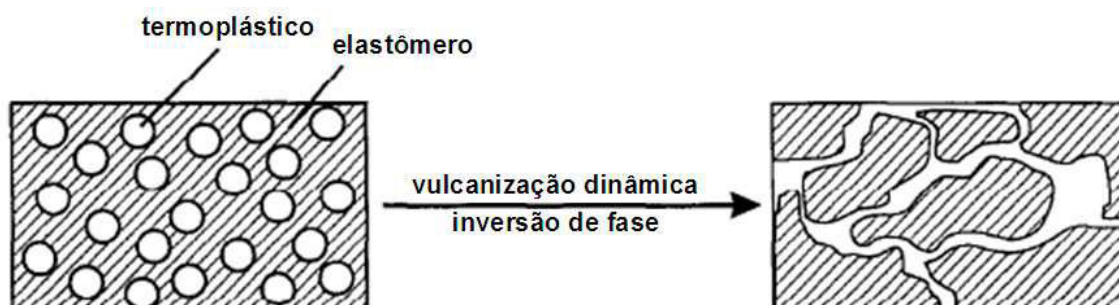 termoplástico
elastômero
vulcanização dinâmica
inversão de fase